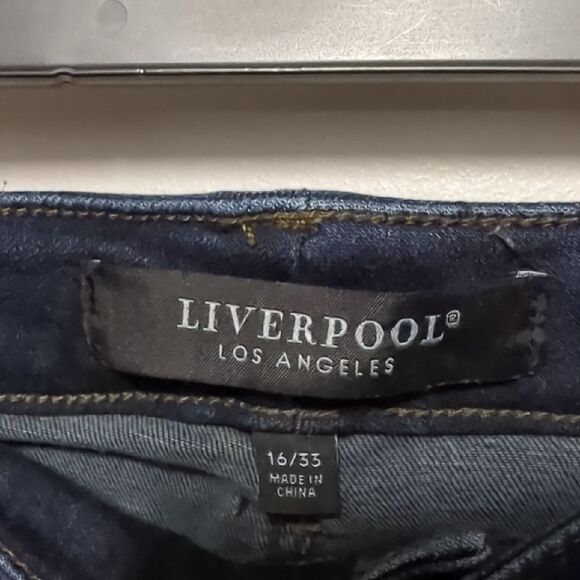 LIVERPOOL®
LOS ANGELES
16/33
MADE IN
CHINA